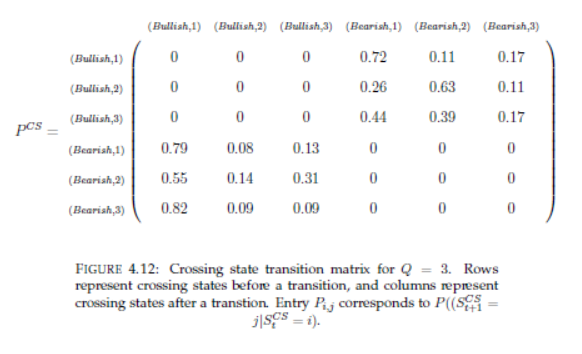 (Bullish,1) (Bullish,2) (Bullish,3) (Bearish,1) (Bearish,2) (Bearish,3)
(Bullish,1) 0 0 0 0.72 0.11 0.17
(Bullish,2) 0 0 0 0.26 0.63 0.11
(Bullish,3) 0 0 0 0.44 0.39 0.17
P^{CS} =
(Bearish,1) 0.79 0.08 0.13 0 0 0
(Bearish,2) 0.55 0.14 0.31 0 0 0
(Bearish,3) 0.82 0.09 0.09 0 0 0
FIGURE 4.12: Crossing state transition matrix for Q = 3. Rows
represent crossing states before a transition, and columns represent
crossing states after a transtion. Entry P_{i,j} corresponds to P((S_{t+1}^{CS} =
j|S_t^{CS} = i).